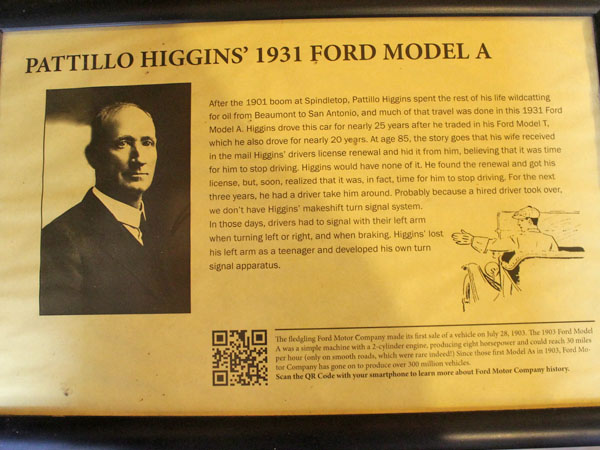 PATTILLO HIGGINS' 1931 FORD MODEL A
After the 1901 boom at Spindletop, Pattillo Higgins spent the rest of his life wildcatting
for oil from Beaumont to San Antonio, and much of that travel was done in this 1931 Ford
Model A. Higgins drove this car for nearly 25 years after he traded in his Ford Model T,
which he also drove for nearly 20 years. At age 85, the story goes that his wife received
in the mail Higgins' drivers license renewal and hid it from him, believing that it was time
for him to stop driving. Higgins would have none of it. He found the renewal and got his
license, but, soon, realized that it was, in fact, time for him to stop driving. For the next
three years, he had a driver take him around. Probably because a hired driver took over,
we don't have Higgins' makeshift turn signal system.
In those days, drivers had to signal with their left arm
when turning left or right, and when braking. Higgins' lost
his left arm as a teenager and developed his own turn
signal apparatus.
The fledgling Ford Motor Company made its first sale of a vehicle on July 28, 1903. The 1903 Ford Model
A was a simple machine with a 2-cylinder engine, producing eight horsepower and could reach 30 miles
per hour (only on smooth roads, which were rare indeed!) Since those first Model As in 1903, Ford Mo-
tor Company has gone on to produce over 300 million vehicles.
Scan the QR Code with your smartphone to learn more about Ford Motor Company history.